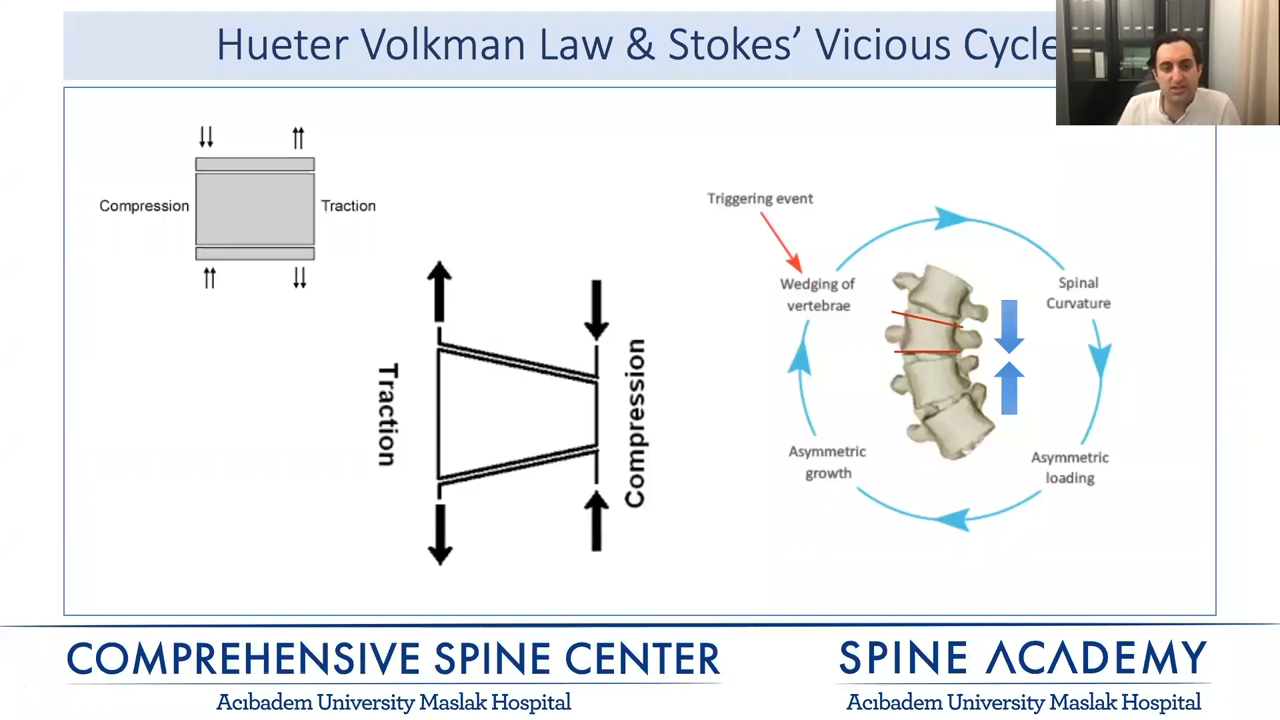 Hueter Volkman Law & Stokes’ Vicious Cycle
Compression
Traction
Traction
Compression
Triggering event
Wedging of
vertebrae
Spinal
Curvature
Asymmetric
growth
Asymmetric
loading
COMPREHENSIVE SPINE CENTER
Acıbadem University Maslak Hospital
SPINE ACADEMY
Acıbadem University Maslak Hospital